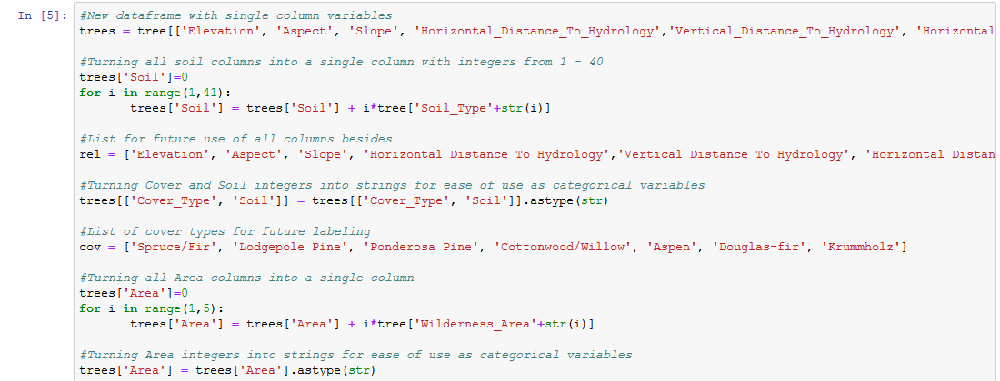 In [5]: #New dataframe with single-column variables
trees = tree[['Elevation', 'Aspect', 'Slope', 'Horizontal_Distance_To_Hydrology','Vertical_Distance_To_Hydrology', 'Horizontal
#Turning all soil columns into a single column with integers from 1 - 40
trees['Soil']=0
for i in range(1,41):
trees['Soil'] = trees['Soil'] + i*tree['Soil_Type'+str(i)]
#List for future use of all columns besides
rel = ['Elevation', 'Aspect', 'Slope', 'Horizontal_Distance_To_Hydrology','Vertical_Distance_To_Hydrology', 'Horizontal_Distan
#Turning Cover and Soil integers into strings for ease of use as categorical variables
trees[['Cover_Type', 'Soil']] = trees[['Cover_Type', 'Soil']].astype(str)
#List of cover types for future labeling
cov = ['Spruce/Fir', 'Lodgepole Pine', 'Ponderosa Pine', 'Cottonwood/Willow', 'Aspen', 'Douglas-fir', 'Krummholz']
#Turning all Area columns into a single column
trees['Area']=0
for i in range(1,5):
trees['Area'] = trees['Area'] + i*tree['Wilderness_Area'+str(i)]
#Turning Area integers into strings for ease of use as categorical variables
trees['Area'] = trees['Area'].astype(str)